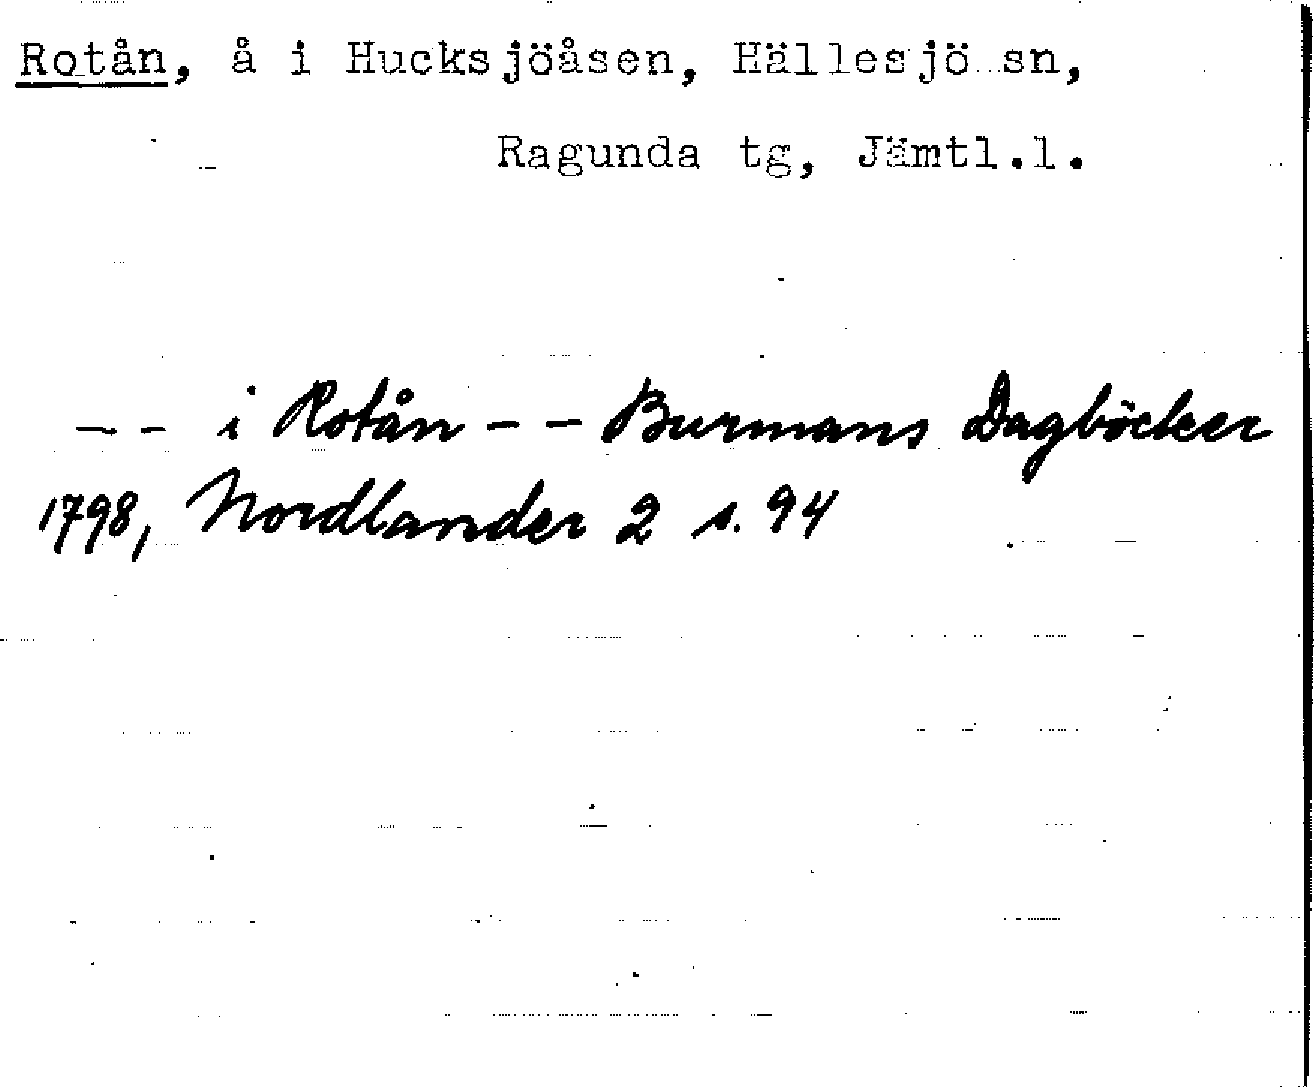 Rotån, å i Hucksjöåsen, Hällesjö sn,
Ragunda tg, Jämtl.l.
-- i Rotån -- Burmans Dagböcker
1798, Nordlander 2 s. 94